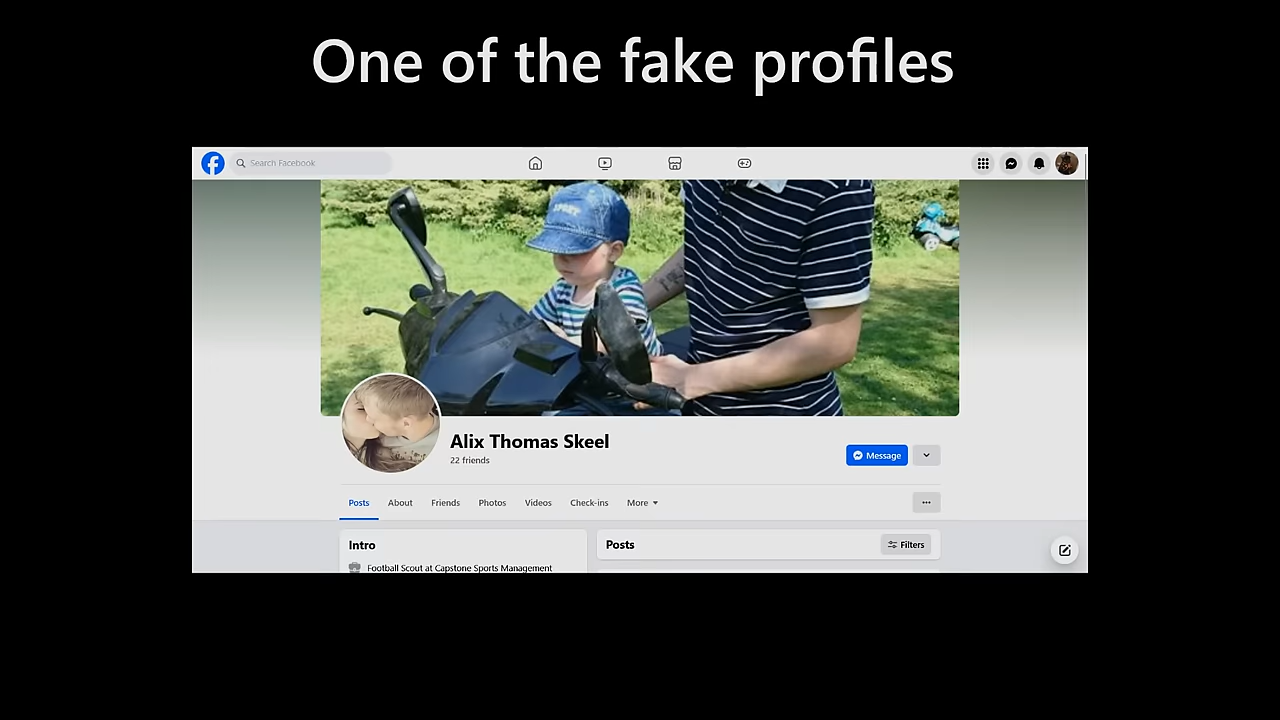 One of the fake profiles
Search Facebook
SPORT
Alix Thomas Skeel
22 friends
Message
Posts About Friends Photos Videos Check-ins More
Intro
Posts
Filters
Football Scout at Capstone Sports Management